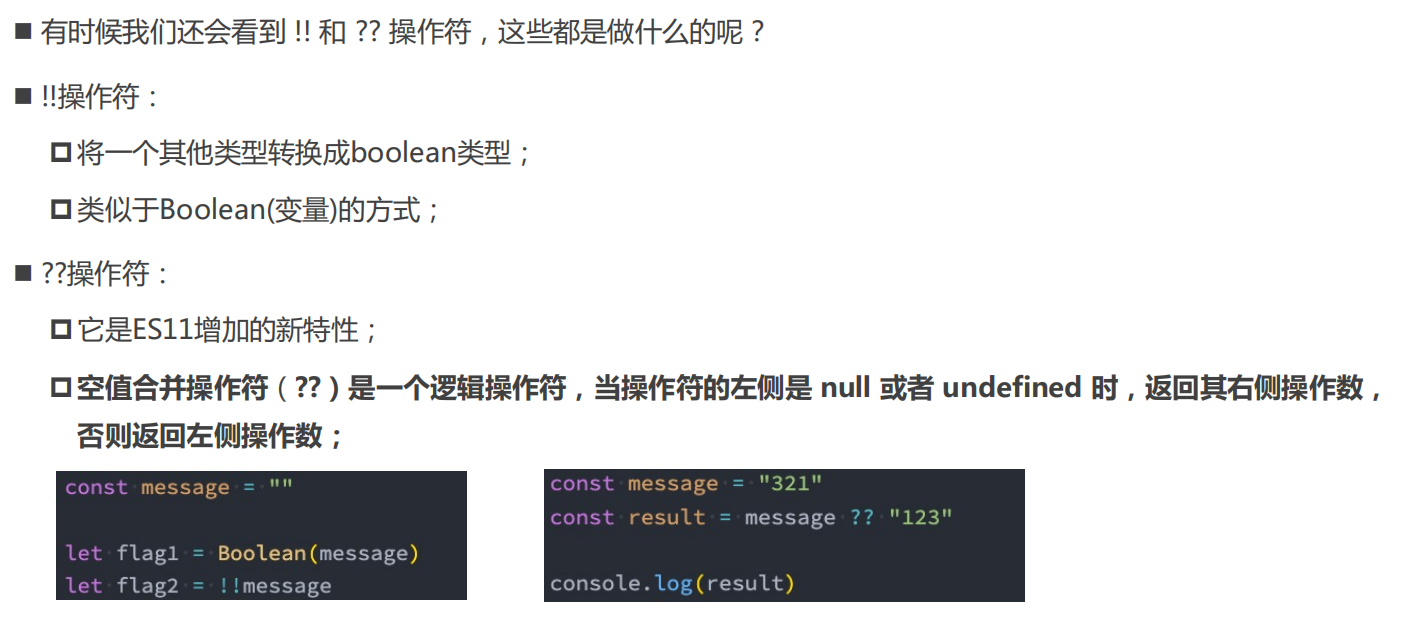 有时候我们还会看到 !! 和 ?? 操作符，这些都是做什么的呢？
!!操作符：
将一个其他类型转换成boolean类型；
类似于Boolean(变量)的方式；
??操作符：
它是ES11增加的新特性；
空值合并操作符（??）是一个逻辑操作符，当操作符的左侧是 null 或者 undefined 时，返回其右侧操作数，
否则返回左侧操作数；
const message = ""
let flag1 = Boolean(message)
let flag2 = !!message
const message = "321"
const result = message ?? "123"
console.log(result)